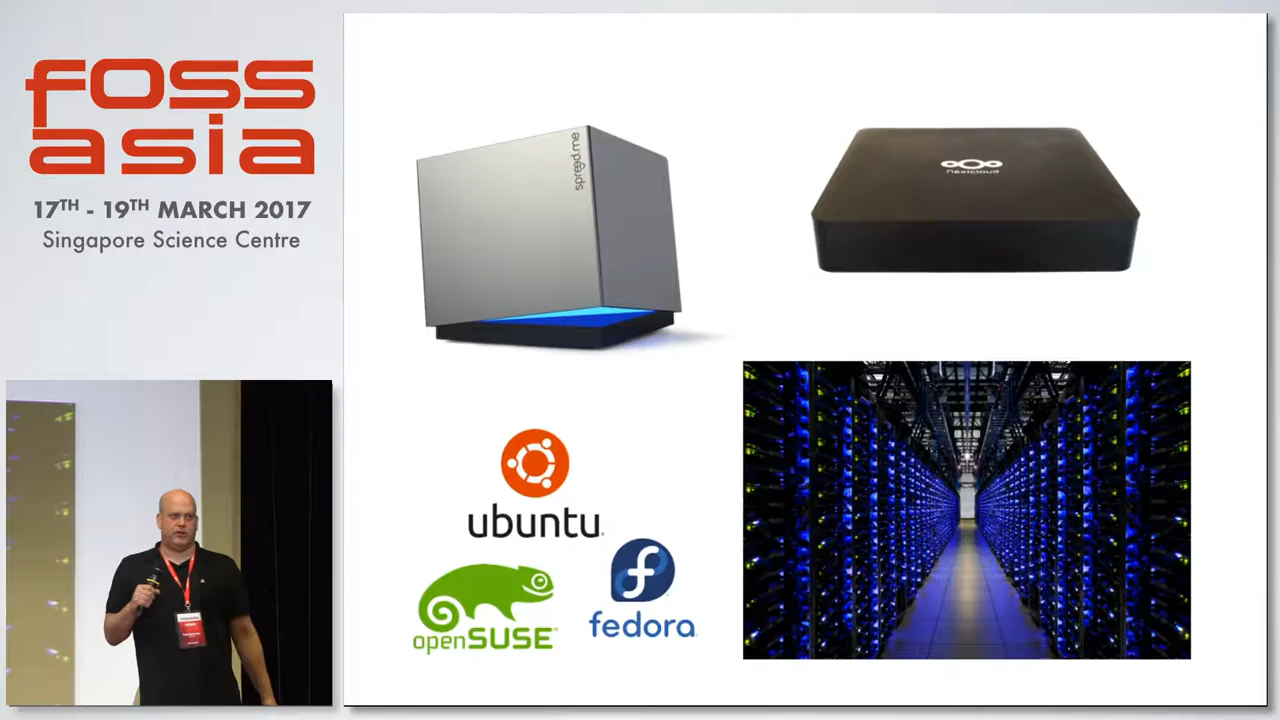 foss
asia
17TH - 19TH MARCH 2017
Singapore Science Centre
spreed.me
Nextcloud
ubuntu
openSUSE
fedora